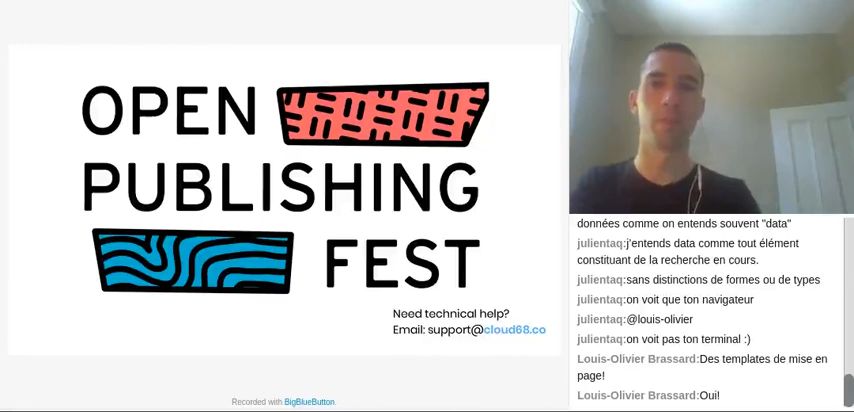 OPEN
PUBLISHING
FEST
Need technical help?
Email: support@cloud68.co
Recorded with BigBlueButton.
données comme on entends souvent "data"
julientaq:j'entends data comme tout élément
constituant de la recherche en cours.
julientaq:sans distinctions de formes ou de types
julientaq:on voit que ton navigateur
julientaq:@louis-olivier
julientaq:on voit pas ton terminal :)
Louis-Olivier Brassard:Des templates de mise en
page!
Louis-Olivier Brassard:Oui!